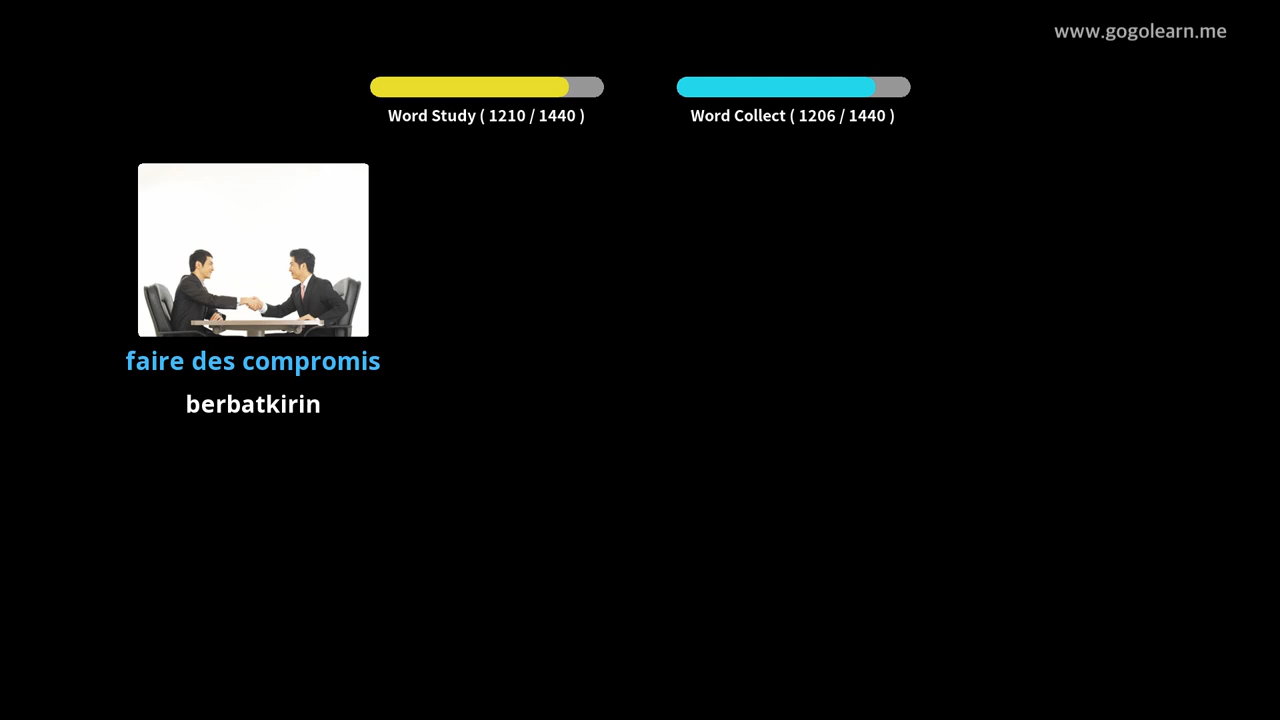 www.gogolearn.me
Word Study ( 1210 / 1440 )
Word Collect ( 1206 / 1440 )
faire des compromis
berbatkirin